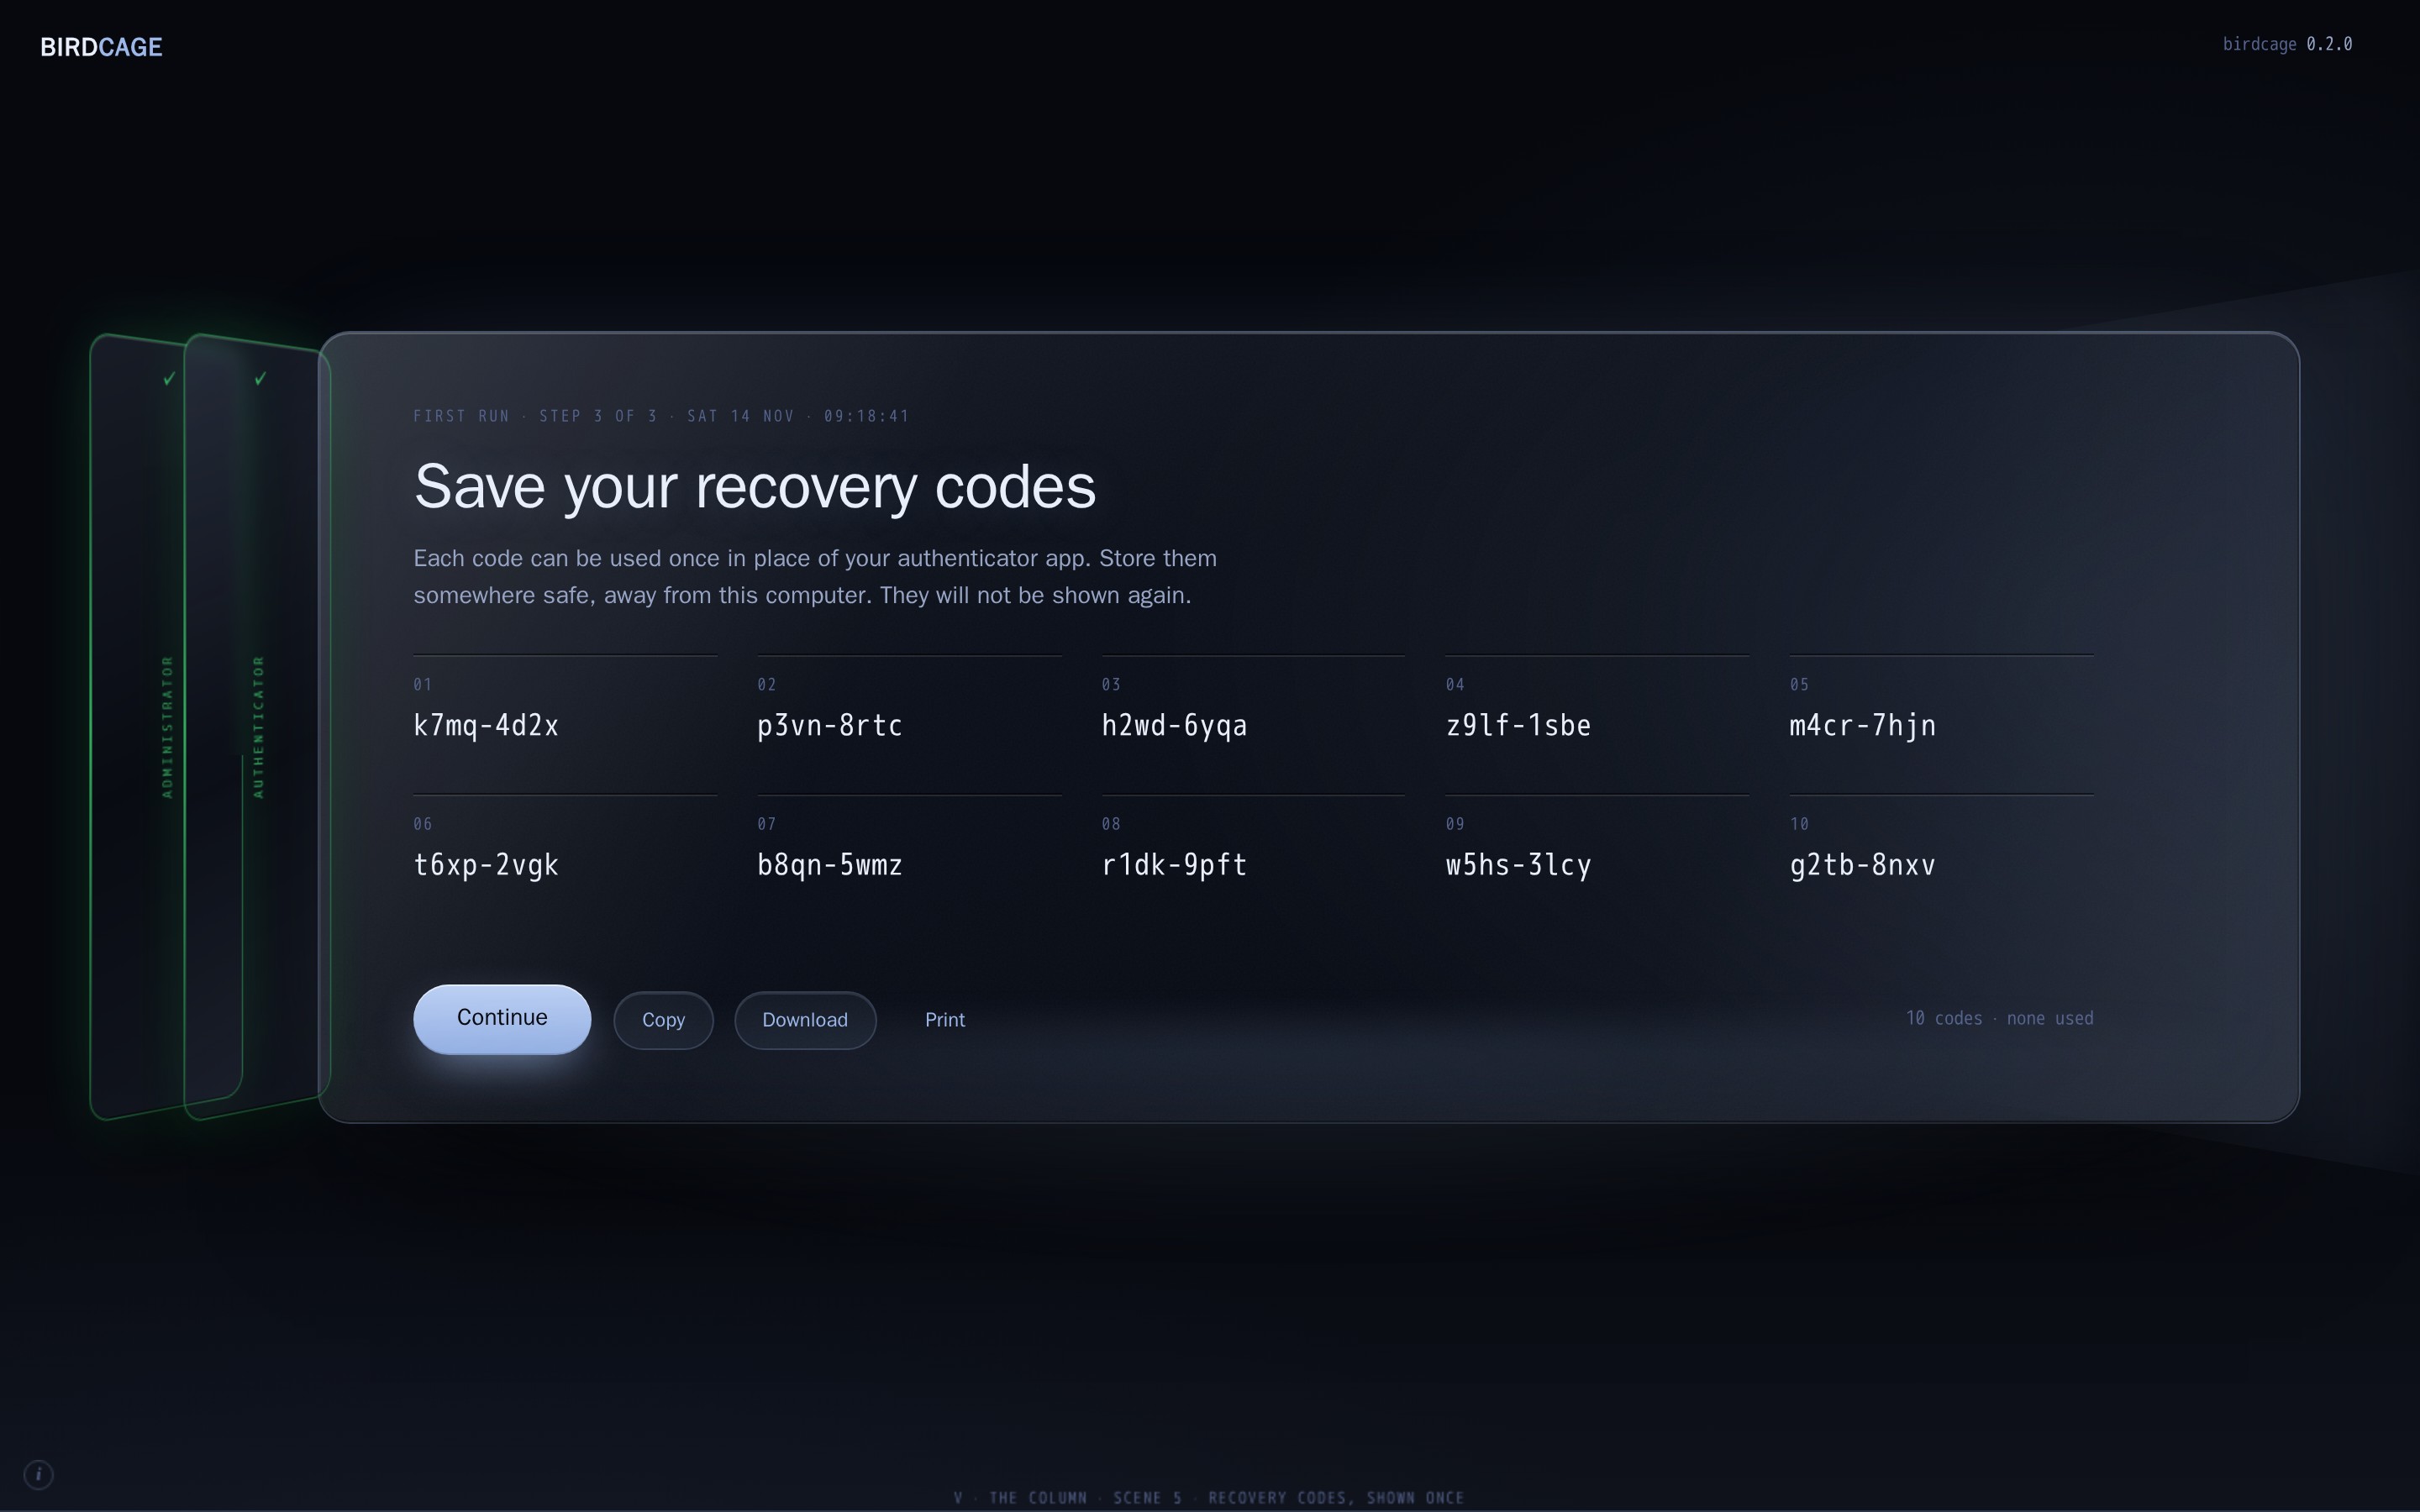 BIRDCAGE
birdcage 0.2.0
✓
✓
ADMINISTRATOR
AUTHENTICATOR
FIRST RUN · STEP 3 OF 3 · SAT 14 NOV · 09:18:41
Save your recovery codes
Each code can be used once in place of your authenticator app. Store them
somewhere safe, away from this computer. They will not be shown again.
01 02 03 04 05
k7mq-4d2x p3vn-8rtc h2wd-6yqa z9lf-1sbe m4cr-7hjn
06 07 08 09 10
t6xp-2vgk b8qn-5wmz r1dk-9pft w5hs-3lcy g2tb-8nxv
Continue Copy Download Print 10 codes · none used
i
V · THE COLUMN · SCENE 5 · RECOVERY CODES, SHOWN ONCE